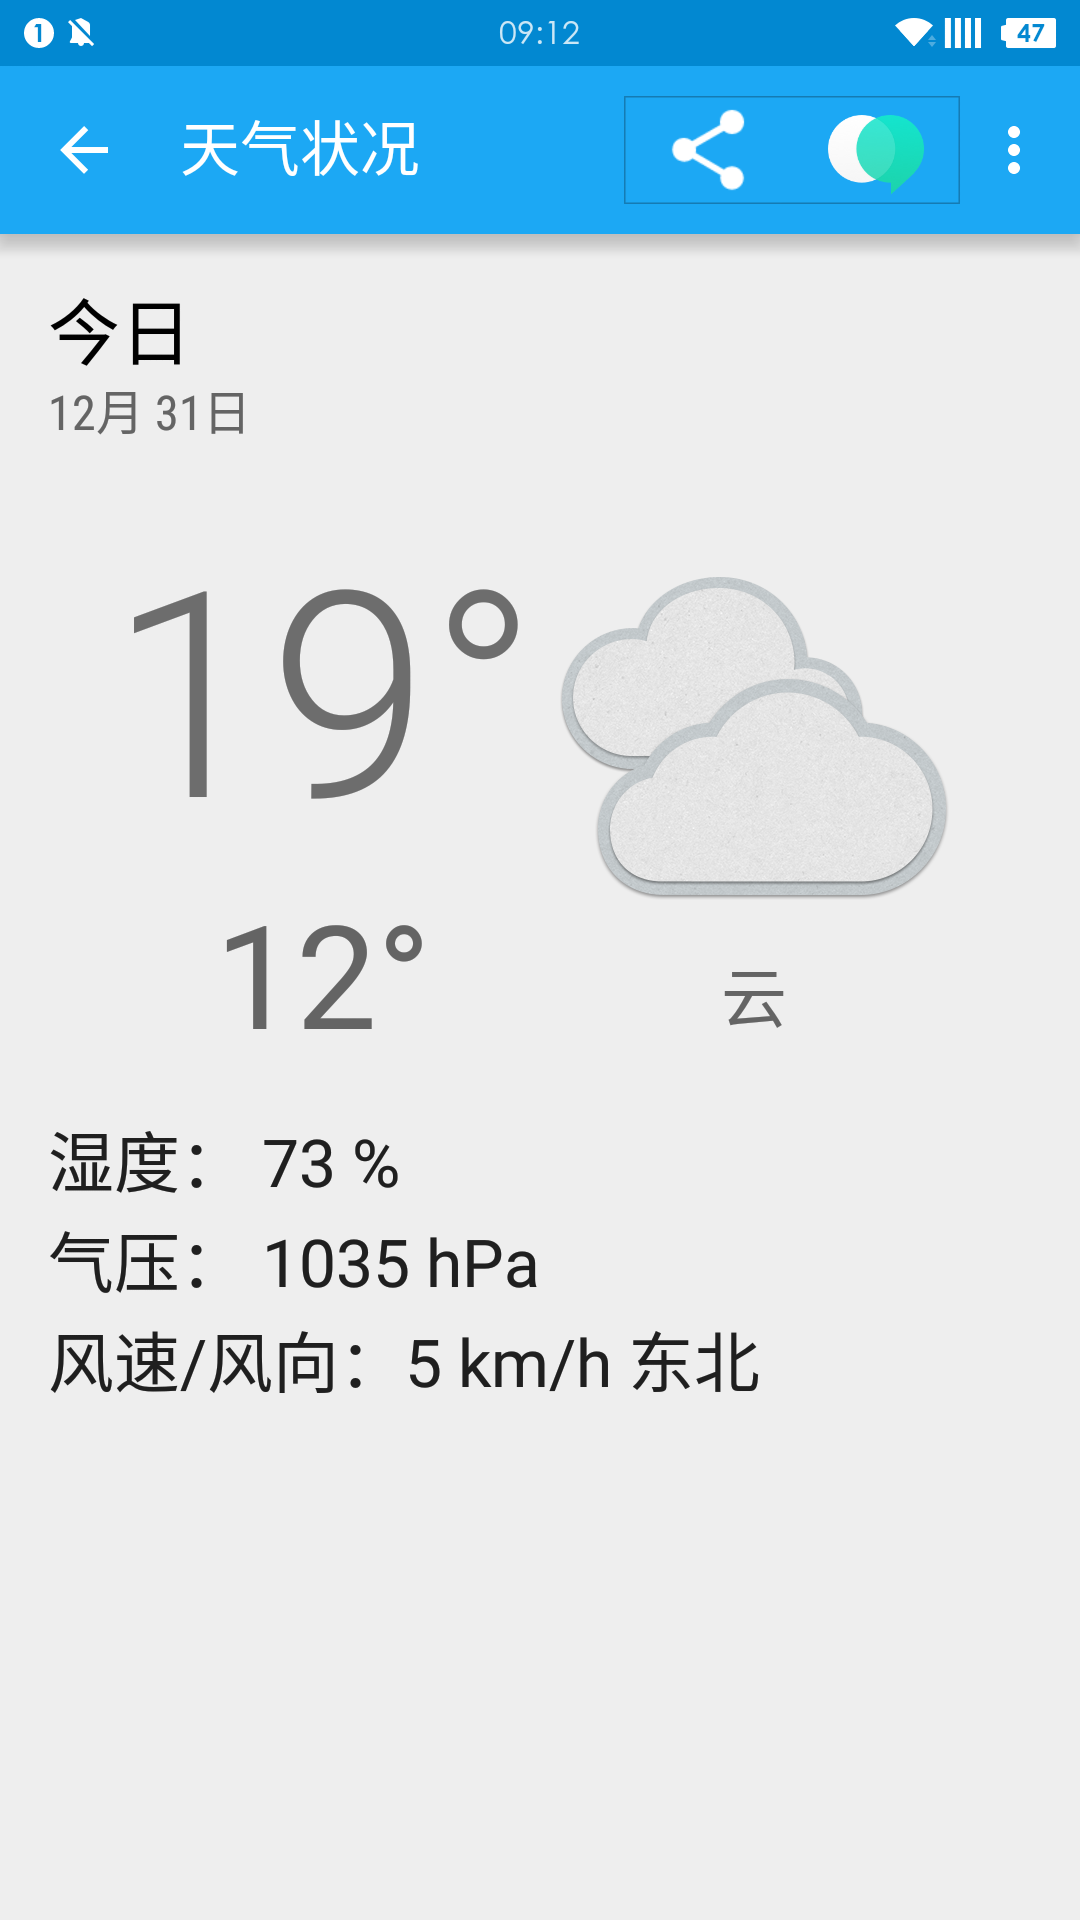 1 09:12 47
天气状况
今日
12月 31日
19°
12°
云
湿度： 73 %
气压： 1035 hPa
风速/风向：5 km/h 东北